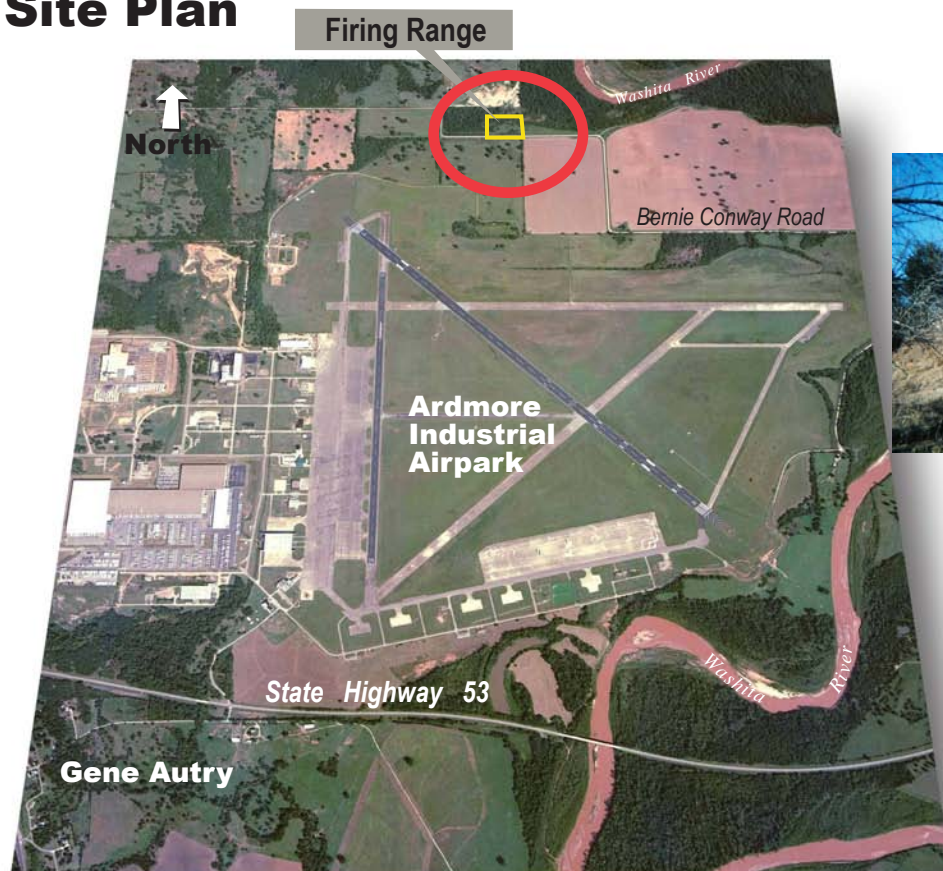 Site Plan
Firing Range
North
Washita River
Bernie Conway Road
Ardmore
Industrial
Airpark
Washita River
State Highway 53
Gene Autry